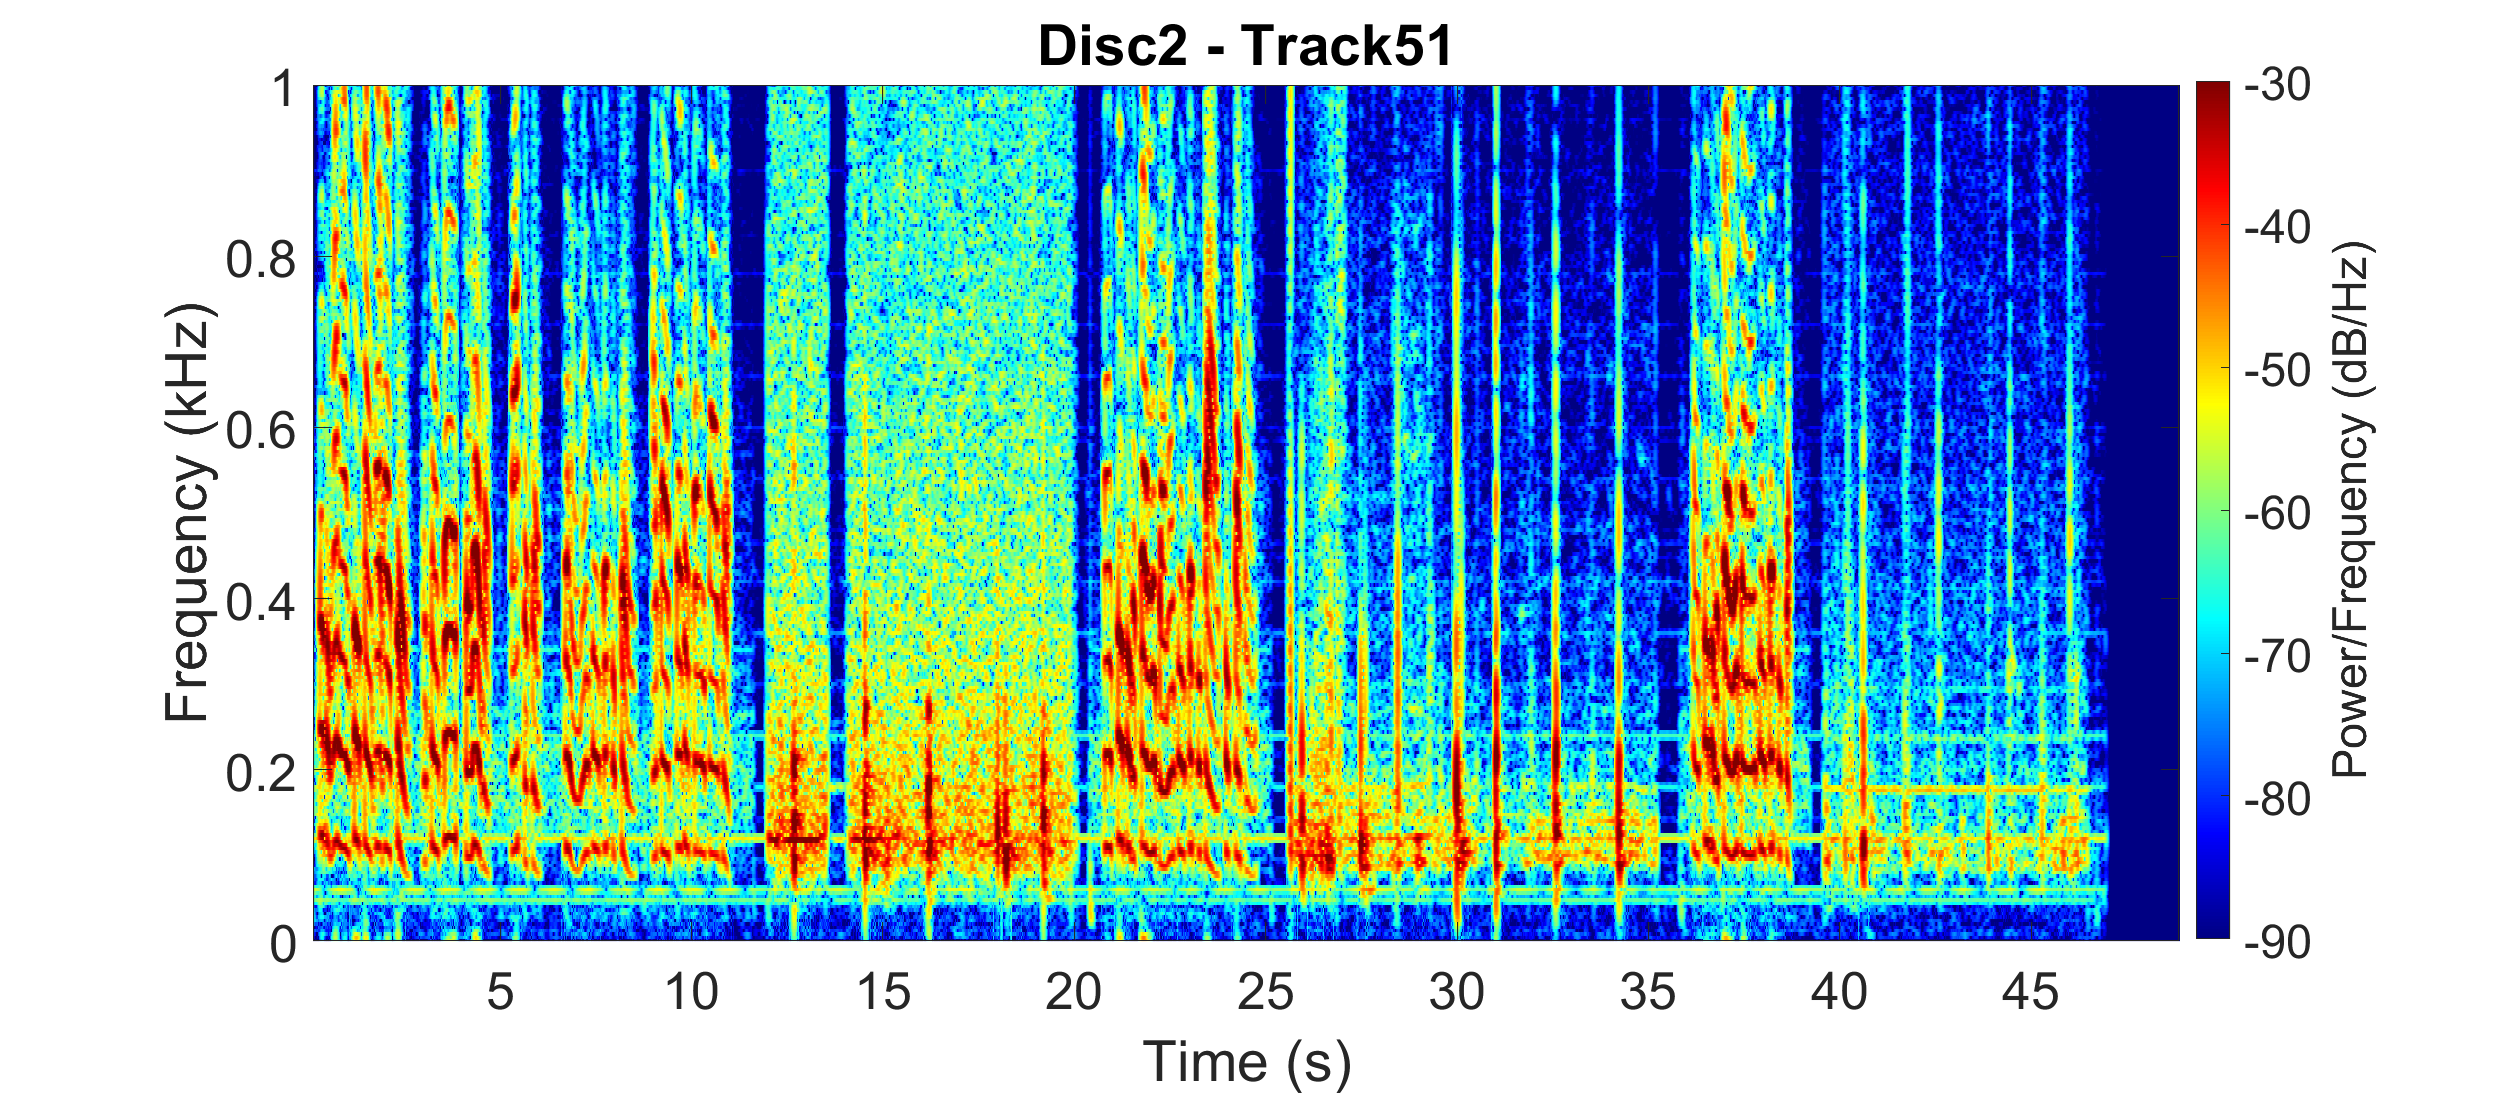 Disc2 - Track51
Frequency (kHz)
1
0.8
0.6
0.4
0.2
0
5 10 15 20 25 30 35 40 45
Time (s)
-30
-40
-50
-60
-70
-80
-90
Power/Frequency (dB/Hz)